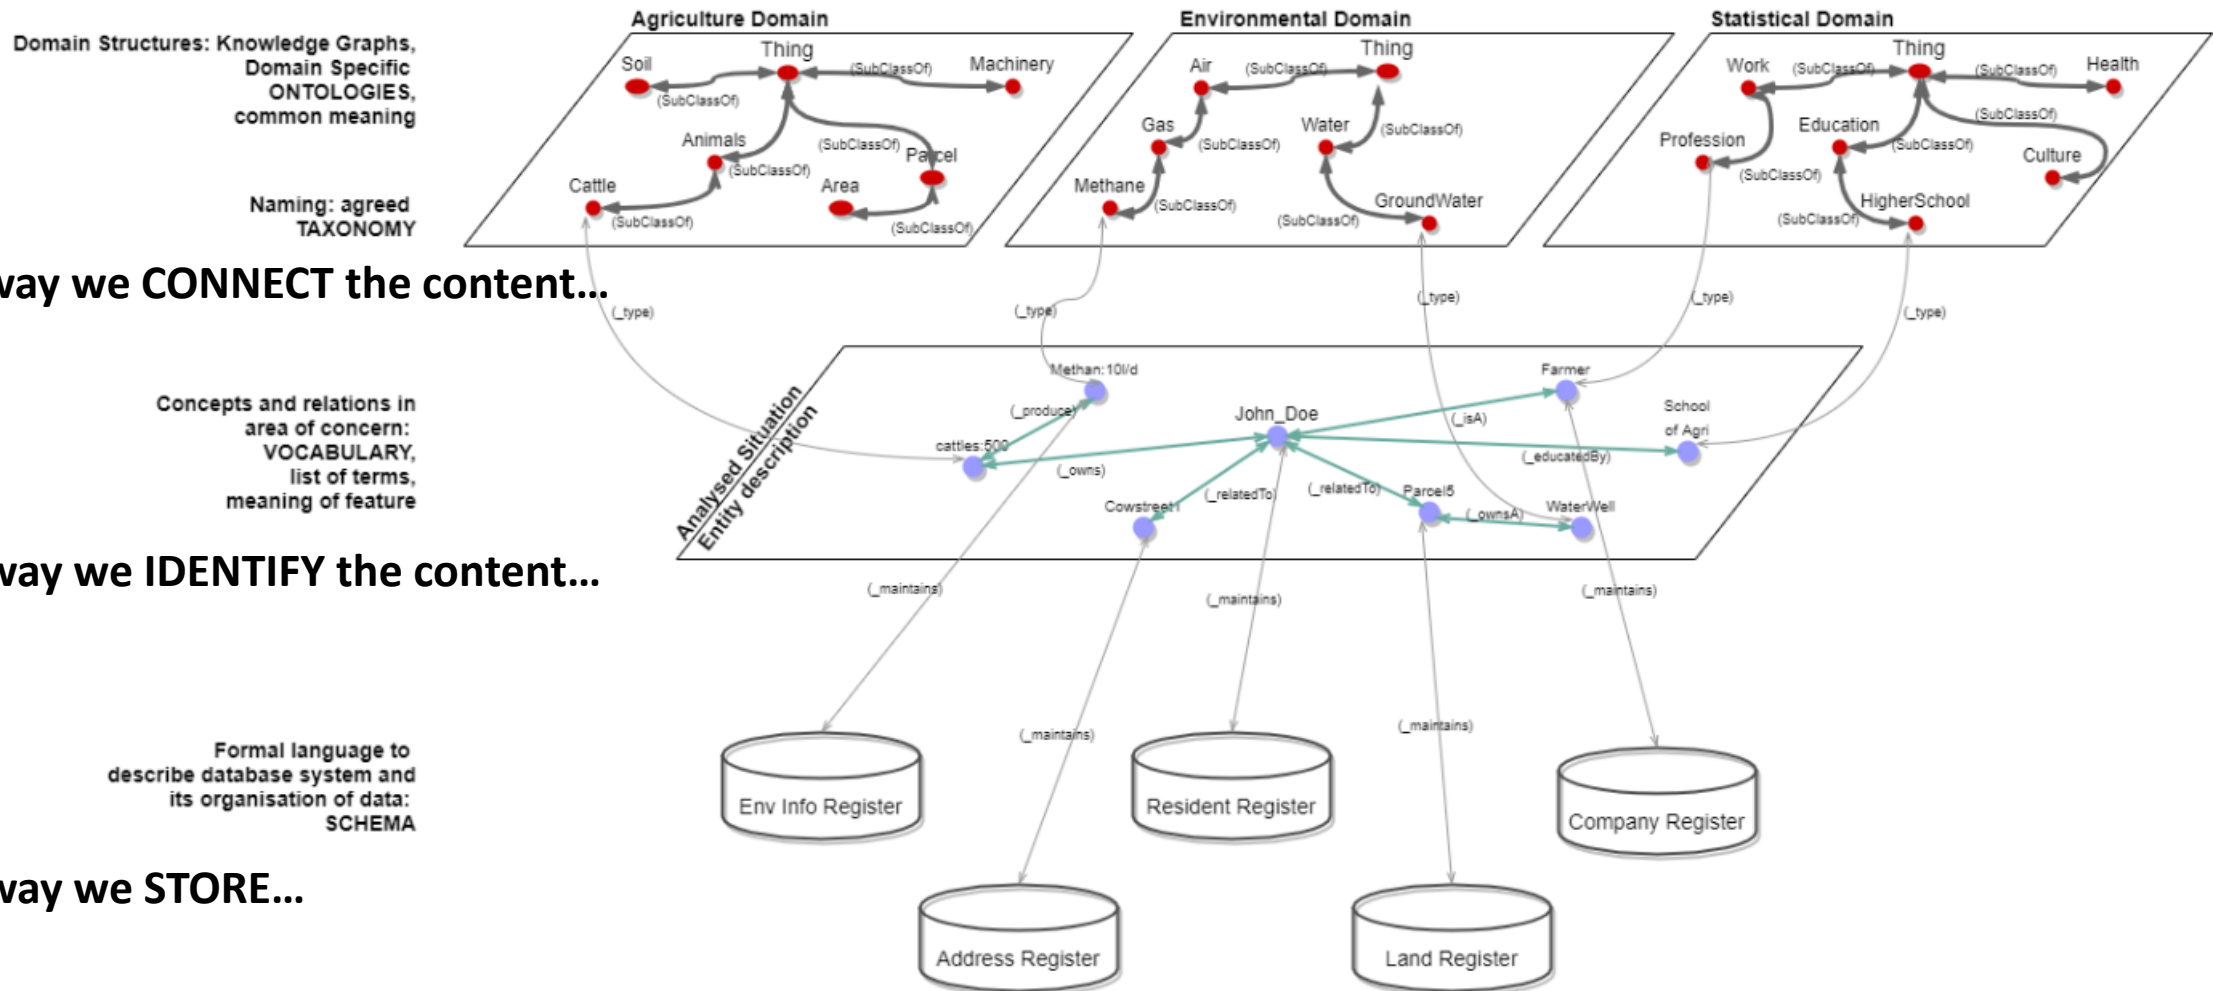 Agriculture Domain
Environmental Domain
Statistical Domain
Domain Structures: Knowledge Graphs,
Domain Specific
ONTOLOGIES,
common meaning
Naming: agreed
TAXONOMY
Thing
Soil
Machinery
(SubClassOf)
(SubClassOf)
Animals
(SubClassOf)
Parcel
(SubClassOf)
Cattle
Area
(SubClassOf)
(SubClassOf)
Thing
Air
(SubClassOf)
Gas
Water
(SubClassOf)
(SubClassOf)
Methane
(SubClassOf)
GroundWater
(SubClassOf)
Thing
Work
(SubClassOf)
(SubClassOf)
Health
Profession
Education
(SubClassOf)
(SubClassOf)
Culture
(SubClassOf)
HigherSchool
(SubClassOf)
way we CONNECT the content...
(_type)
(_type)
(_type)
(_type)
(_type)
Concepts and relations in
area of concern:
VOCABULARY,
list of terms,
meaning of feature
Analysed Situation
Entity description
Methan:10l/d
Farmer
(_produce)
John_Doe
School
of Agri
(_isA)
cattles:500
(_owns)
(_educatedBy)
Cowstreet1
(_relatedTo)
(_relatedTo)
Parcel5
(_ownsA)
WaterWell
way we IDENTIFY the content...
(_maintains)
(_maintains)
(_maintains)
(_maintains)
(_maintains)
Formal language to
describe database system and
its organisation of data:
SCHEMA
Env Info Register
Resident Register
Company Register
way we STORE...
Address Register
Land Register